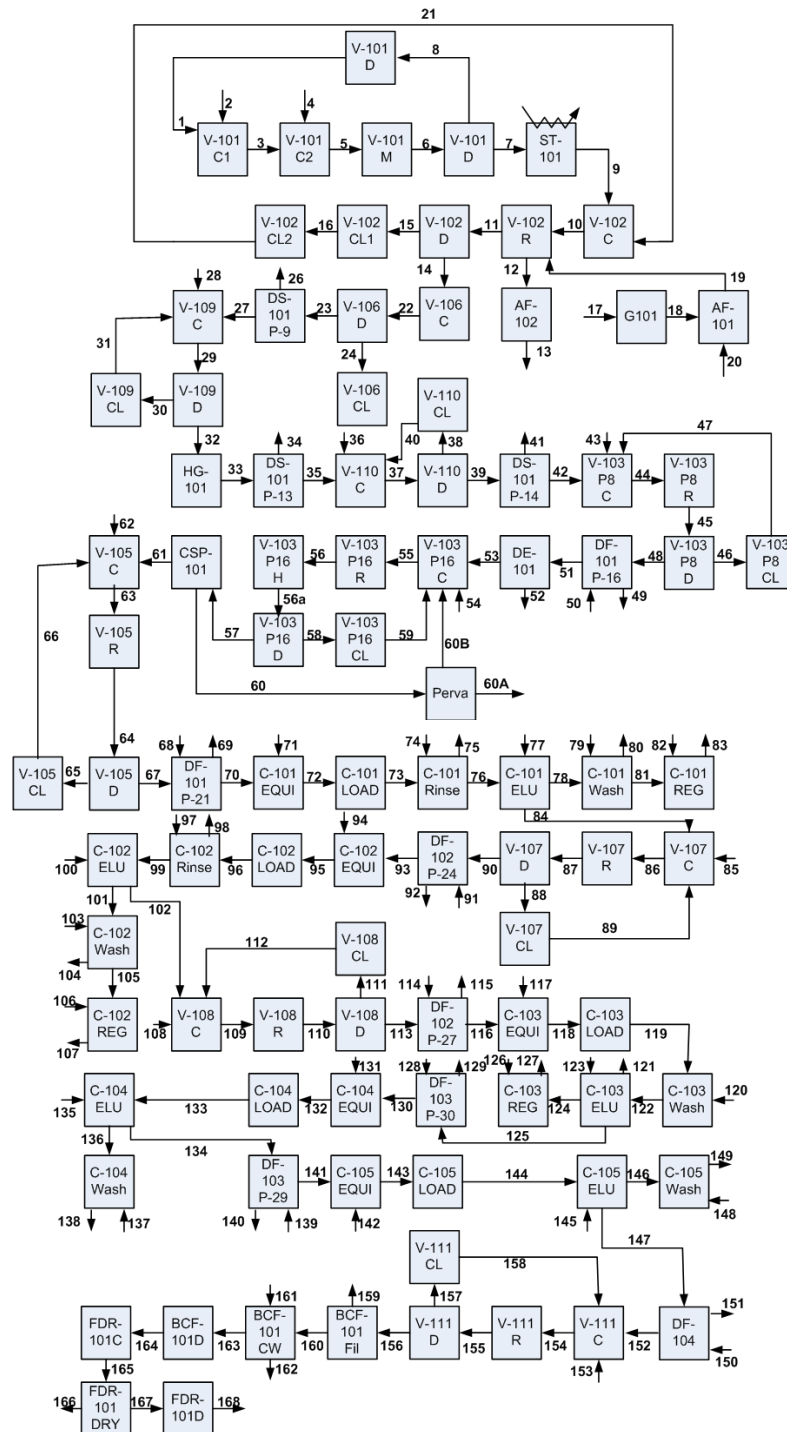 21
V-101
D
8
1
2
4
V-101
C1
3
V-101
C2
5
V-101
M
6
V-101
D
7
ST-
101
9
V-102
CL2
16
V-102
CL1
15
V-102
D
11
V-102
R
10
V-102
C
14
12
19
28
26
V-109
C
27
DS-
101
P-9
23
V-106
D
22
V-106
C
AF-
102
17
G101
18
AF-
101
31
29
24
13
20
V-109
CL
30
V-109
D
V-106
CL
V-110
CL
32
34
36
40
38
41
43
47
HG-
101
33
DS-
101
P-13
35
V-110
C
37
V-110
D
39
DS-
101
P-14
42
V-103
P8
C
44
V-103
P8
R
45
62
V-105
C
61
CSP-
101
V-103
P16
H
56
V-103
P16
R
55
V-103
P16
C
53
DE-
101
51
DF-
101
P-16
48
V-103
P8
D
46
V-103
P8
CL
63
56a
54
52
50
49
66
V-105
R
57
V-103
P16
D
58
V-103
P16
CL
59
60B
60
Perva
60A
64
68
69
71
74
75
77
79
80
82
83
V-105
CL
65
V-105
D
67
DF-
101
P-21
70
C-101
EQUI
72
C-101
LOAD
73
C-101
Rinse
76
C-101
ELU
78
C-101
Wash
81
C-101
REG
84
97
98
94
100
C-102
ELU
99
C-102
Rinse
96
C-102
LOAD
95
C-102
EQUI
93
DF-
102
P-24
90
V-107
D
87
V-107
R
86
V-107
C
85
101
102
92
91
88
103
C-102
Wash
104
105
112
V-108
CL
V-107
CL
89
111
106
C-102
REG
107
108
V-108
C
109
V-108
R
110
V-108
D
113
114
115
DF-
102
P-27
116
117
C-103
EQUI
118
C-103
LOAD
119
131
128
129
126
127
123
121
135
C-104
ELU
133
C-104
LOAD
132
C-104
EQUI
130
DF-
103
P-30
C-103
REG
124
C-103
ELU
122
C-103
Wash
120
136
134
125
C-104
Wash
138
137
DF-
103
P-29
140
139
141
C-105
EQUI
142
143
C-105
LOAD
144
C-105
ELU
145
146
C-105
Wash
149
148
147
V-111
CL
158
161
159
157
151
FDR-
101C
164
BCF-
101D
163
BCF-
101
CW
160
BCF-
101
Fil
156
V-111
D
155
V-111
R
154
V-111
C
152
DF-
104
150
165
162
153
166
FDR-
101
DRY
167
FDR-
101D
168